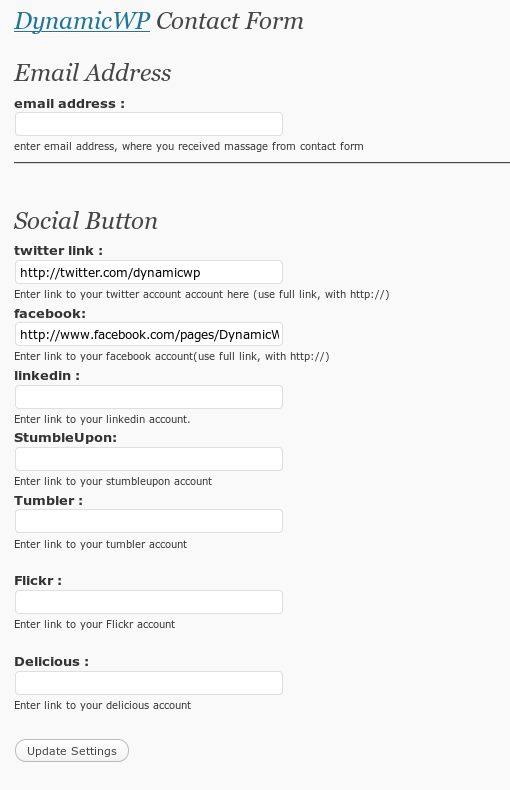 DynamicWP Contact Form
Email Address
email address :
enter email address, where you received massage from contact form
Social Button
twitter link :
http://twitter.com/dynamicwp
Enter link to your twitter account account here (use full link, with http://)
facebook:
http://www.facebook.com/pages/DynamicW
Enter link to your facebook account(use full link, with http://)
linkedin :
Enter link to your linkedin account.
StumbleUpon:
Enter link to your stumbleupon account
Tumbler :
Enter link to your tumbler account
Flickr :
Enter link to your Flickr account
Delicious :
Enter link to your delicious account
Update Settings